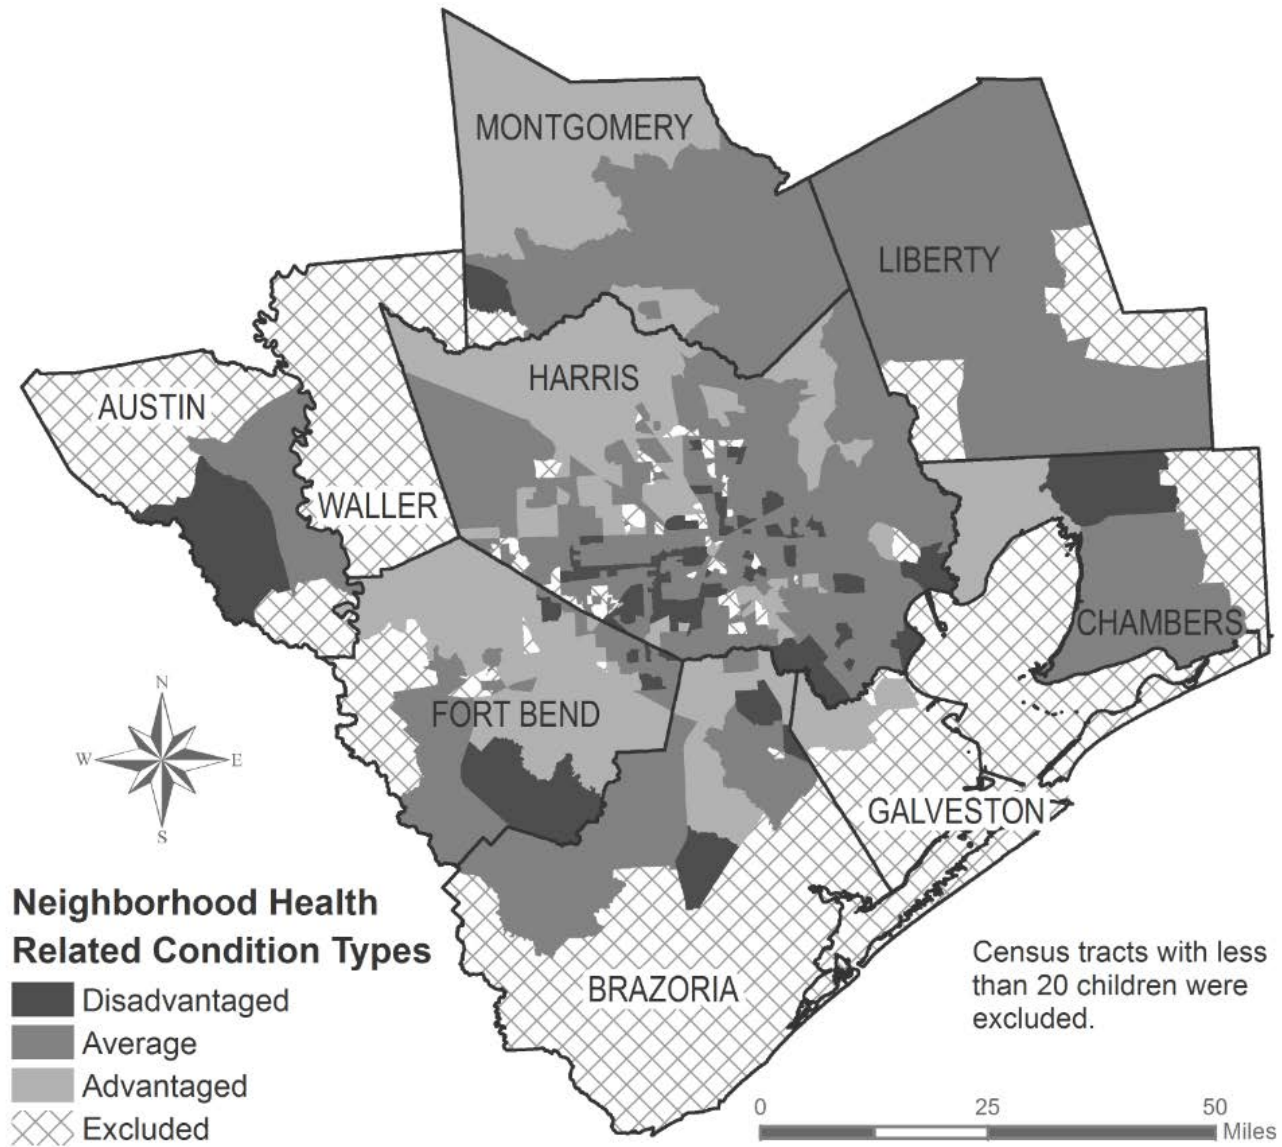 MONTGOMERY
LIBERTY
HARRIS
AUSTIN
WALLER
CHAMBERS
FORT BEND
GALVESTON
BRAZORIA
N
W
E
S
Neighborhood Health
Related Condition Types
Disadvantaged
Average
Advantaged
Excluded
Census tracts with less
than 20 children were
excluded.
0 25 50
Miles